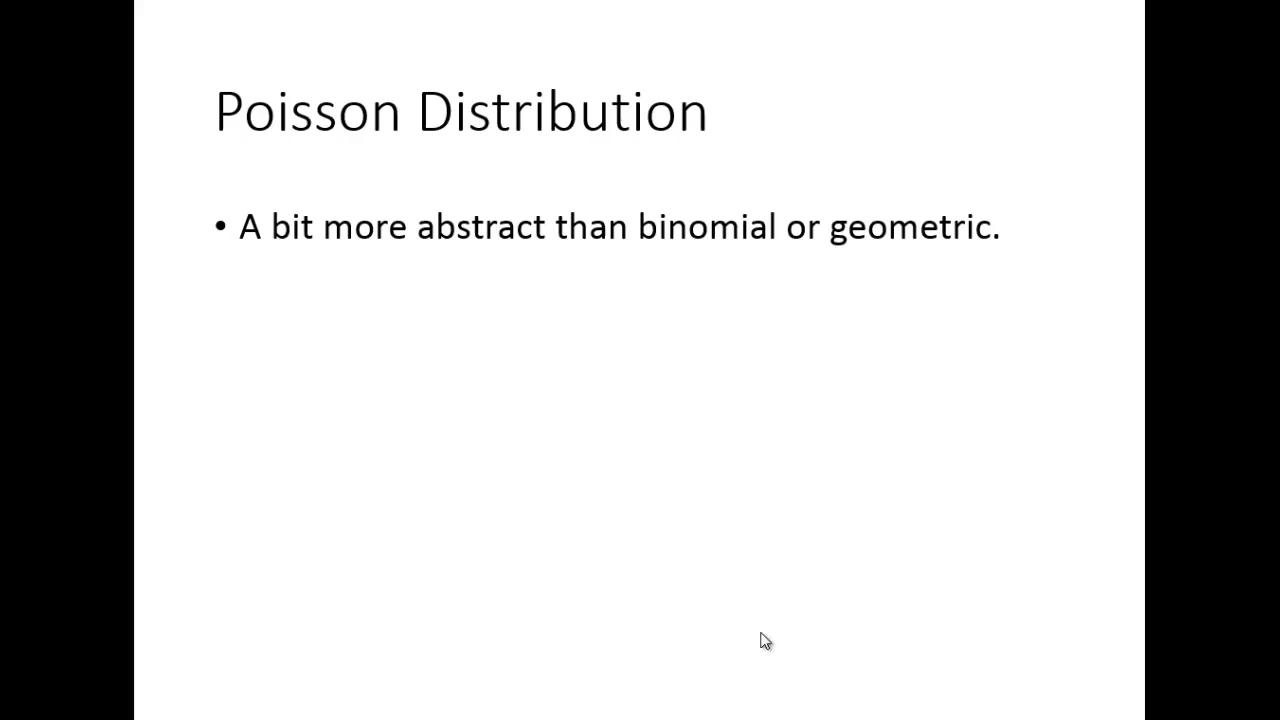 Poisson Distribution
• A bit more abstract than binomial or geometric.